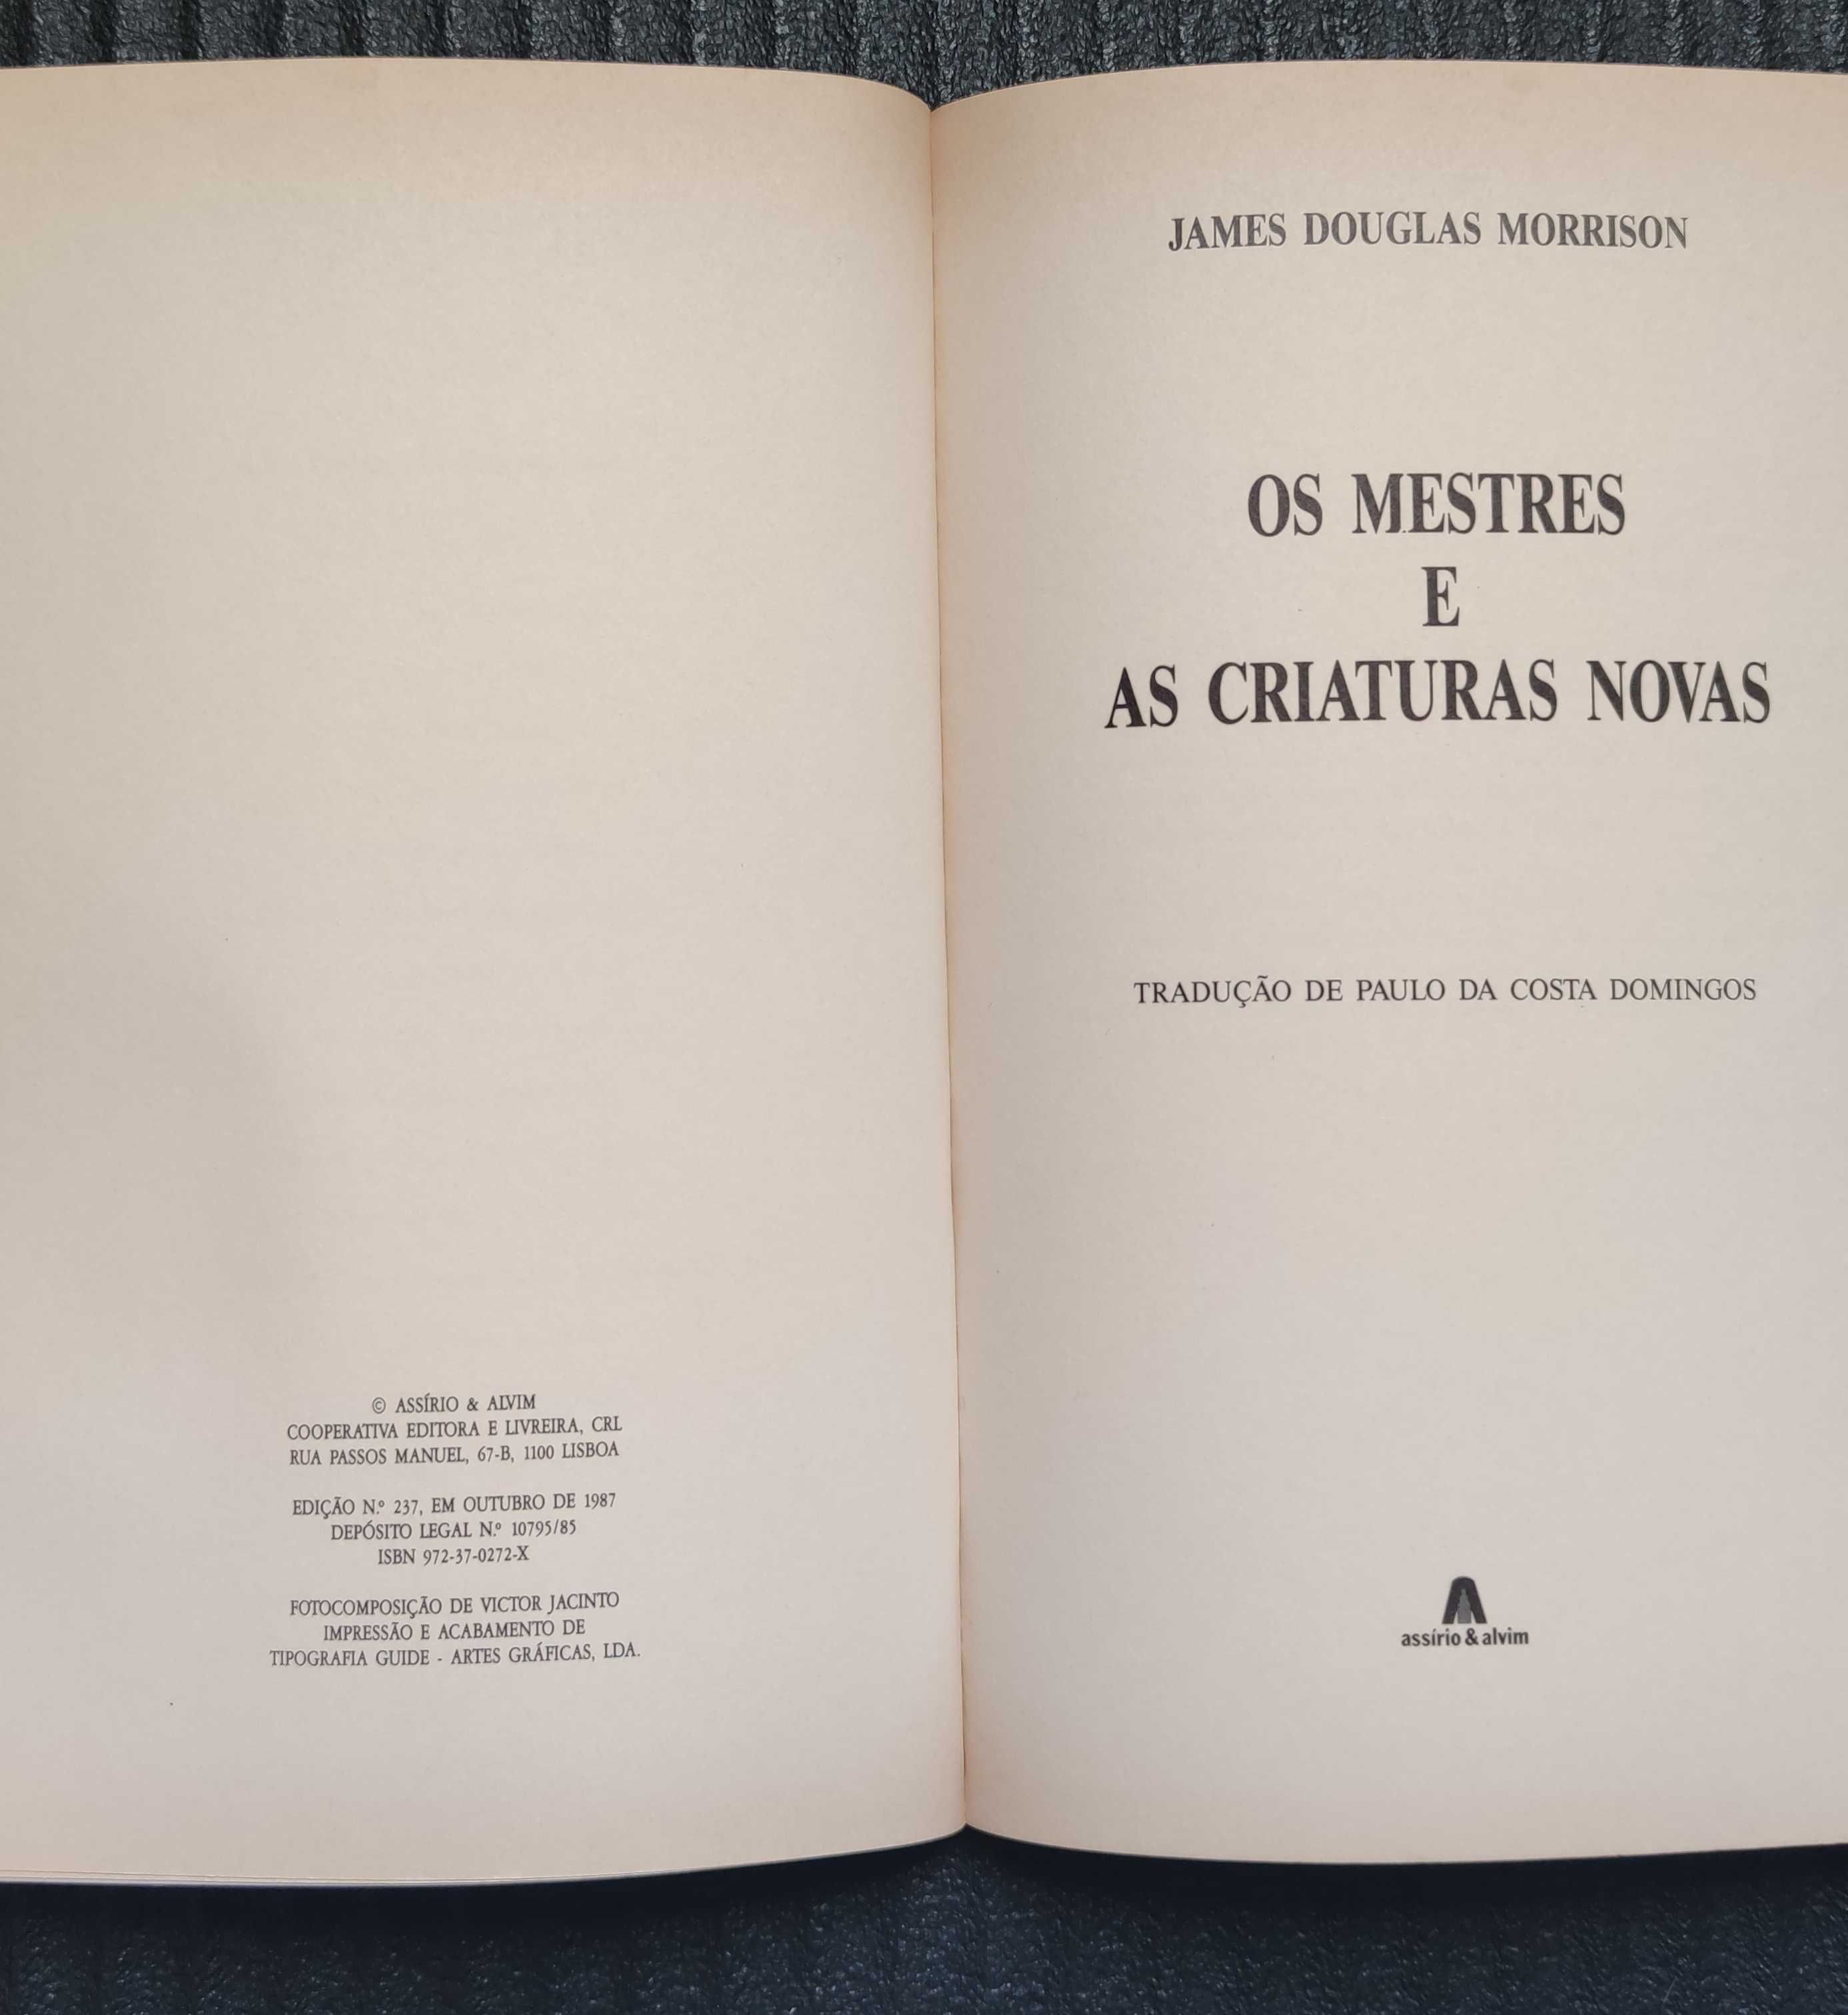 © ASSÍRIO & ALVIM
COOPERATIVA EDITORA E LIVREIRA, CRL
RUA PASSOS MANUEL, 67-B, 1100 LISBOA
EDIÇÃO N.º 237, EM OUTUBRO DE 1987
DEPÓSITO LEGAL N.º 10795/85
ISBN 972-37-0272-X
FOTOCOMPOSIÇÃO DE VICTOR JACINTO
IMPRESSÃO E ACABAMENTO DE
TIPOGRAFIA GUIDE - ARTES GRÁFICAS, LDA.
JAMES DOUGLAS MORRISON
OS MESTRES
E
AS CRIATURAS NOVAS
TRADUÇÃO DE PAULO DA COSTA DOMINGOS
assírio & alvim